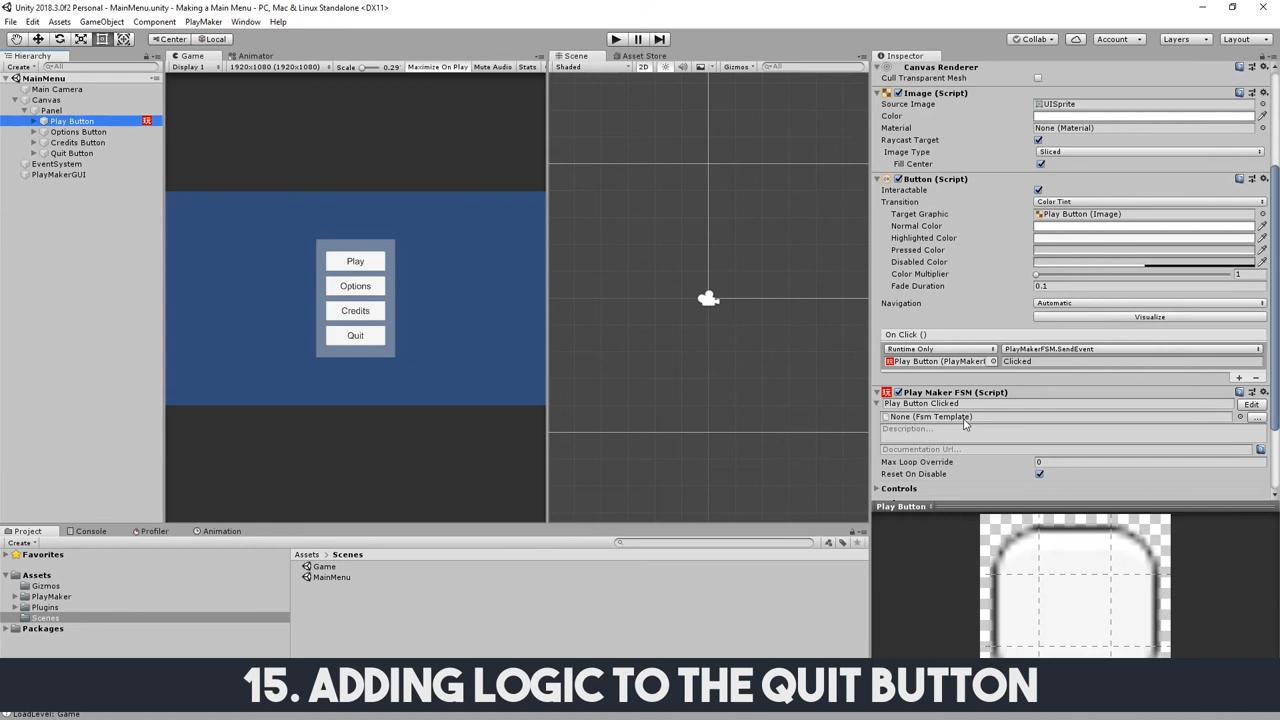 Unity 2018.3.0f2 Personal - MainMenu.unity - Making a Main Menu - PC, Mac & Linux Standalone <DX11>
File Edit Assets GameObject Component PlayMaker Window Help
Center Local Collab Account Layers Layout
Hierarchy
Create All
MainMenu
Main Camera
Canvas
Panel
Play Button 玩
Options Button
Credits Button
Quit Button
EventSystem
PlayMakerGUI
Game Animator
Display 1 1920x1080 (1920x1080) Scale 0.29 Maximize On Play Mute Audio Stats
Play
Options
Credits
Quit
Scene Asset Store
Shaded 2D Gizmos All
Inspector
Canvas Renderer
Cull Transparent Mesh
Image (Script)
Source Image UISprite
Color
Material None (Material)
Raycast Target
Image Type Sliced
Fill Center
Button (Script)
Interactable
Transition Color Tint
Target Graphic Play Button (Image)
Normal Color
Highlighted Color
Pressed Color
Disabled Color
Color Multiplier 1
Fade Duration 0.1
Navigation Automatic
Visualize
On Click ()
Runtime Only PlayMakerFSM.SendEvent
Play Button (PlayMaker Clicked
+ −
玩 Play Maker FSM (Script)
Play Button Clicked Edit
None (Fsm Template) ...
Description...
Documentation Url...
Max Loop Override 0
Reset On Disable
Controls
Play Button
Project Console Profiler Animation
Create
Favorites
Assets
Gizmos
PlayMaker
Plugins
Scenes
Packages
Assets Scenes
Game
MainMenu
15. ADDING LOGIC TO THE QUIT BUTTON
LoadLevel: Game